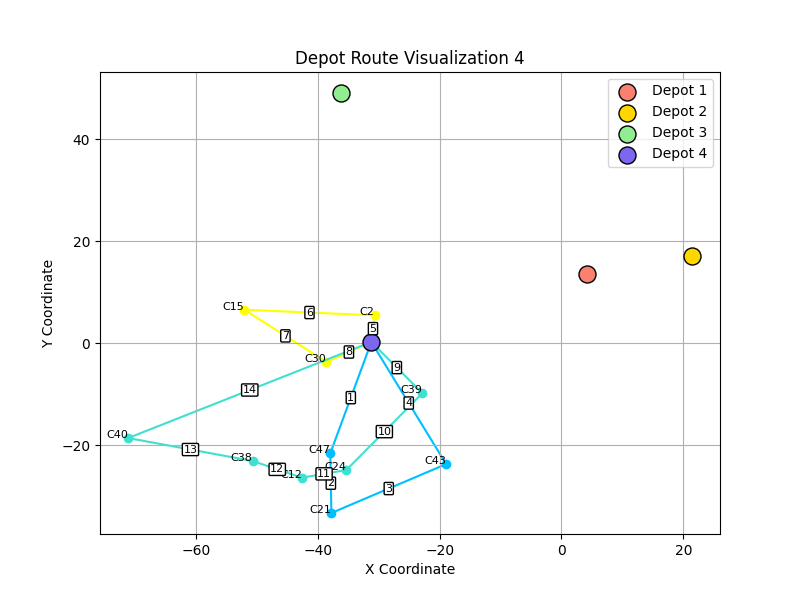 Depot Route Visualization 4
Depot 1
Depot 2
Depot 3
Depot 4
40
20
0
−20
Y Coordinate
C15
6
C2
7
5
C30
8
9
14
1
C39
4
C40
10
13
C47
C38
12
C12
11
C24
C43
2
3
C21
−60
−40
−20
0
20
X Coordinate